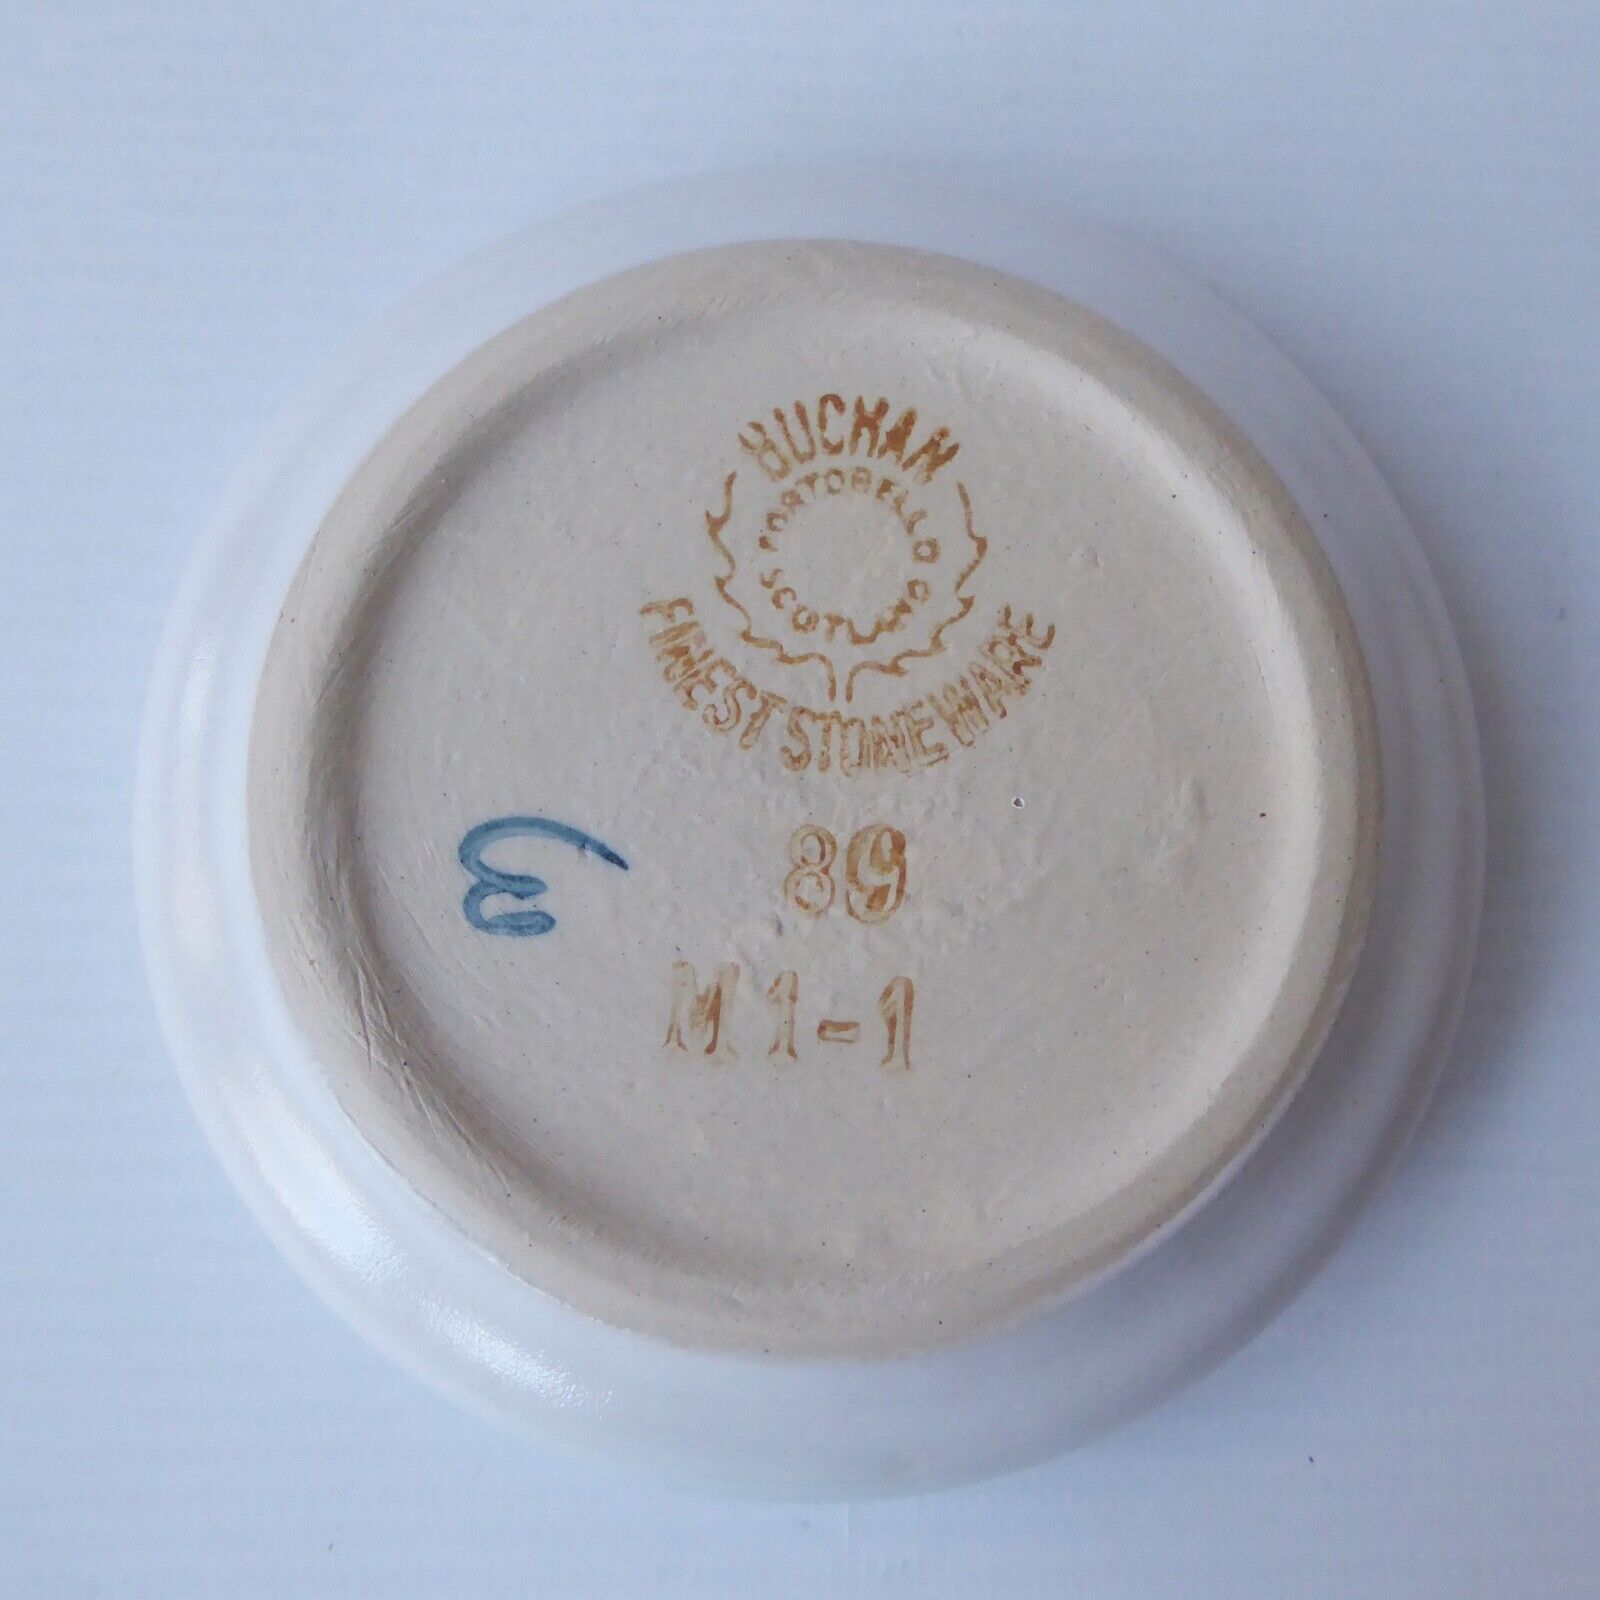 BUCHAN
PORTOBELLO
SCOTLAND
FINEST STONEWARE
89
M1-1